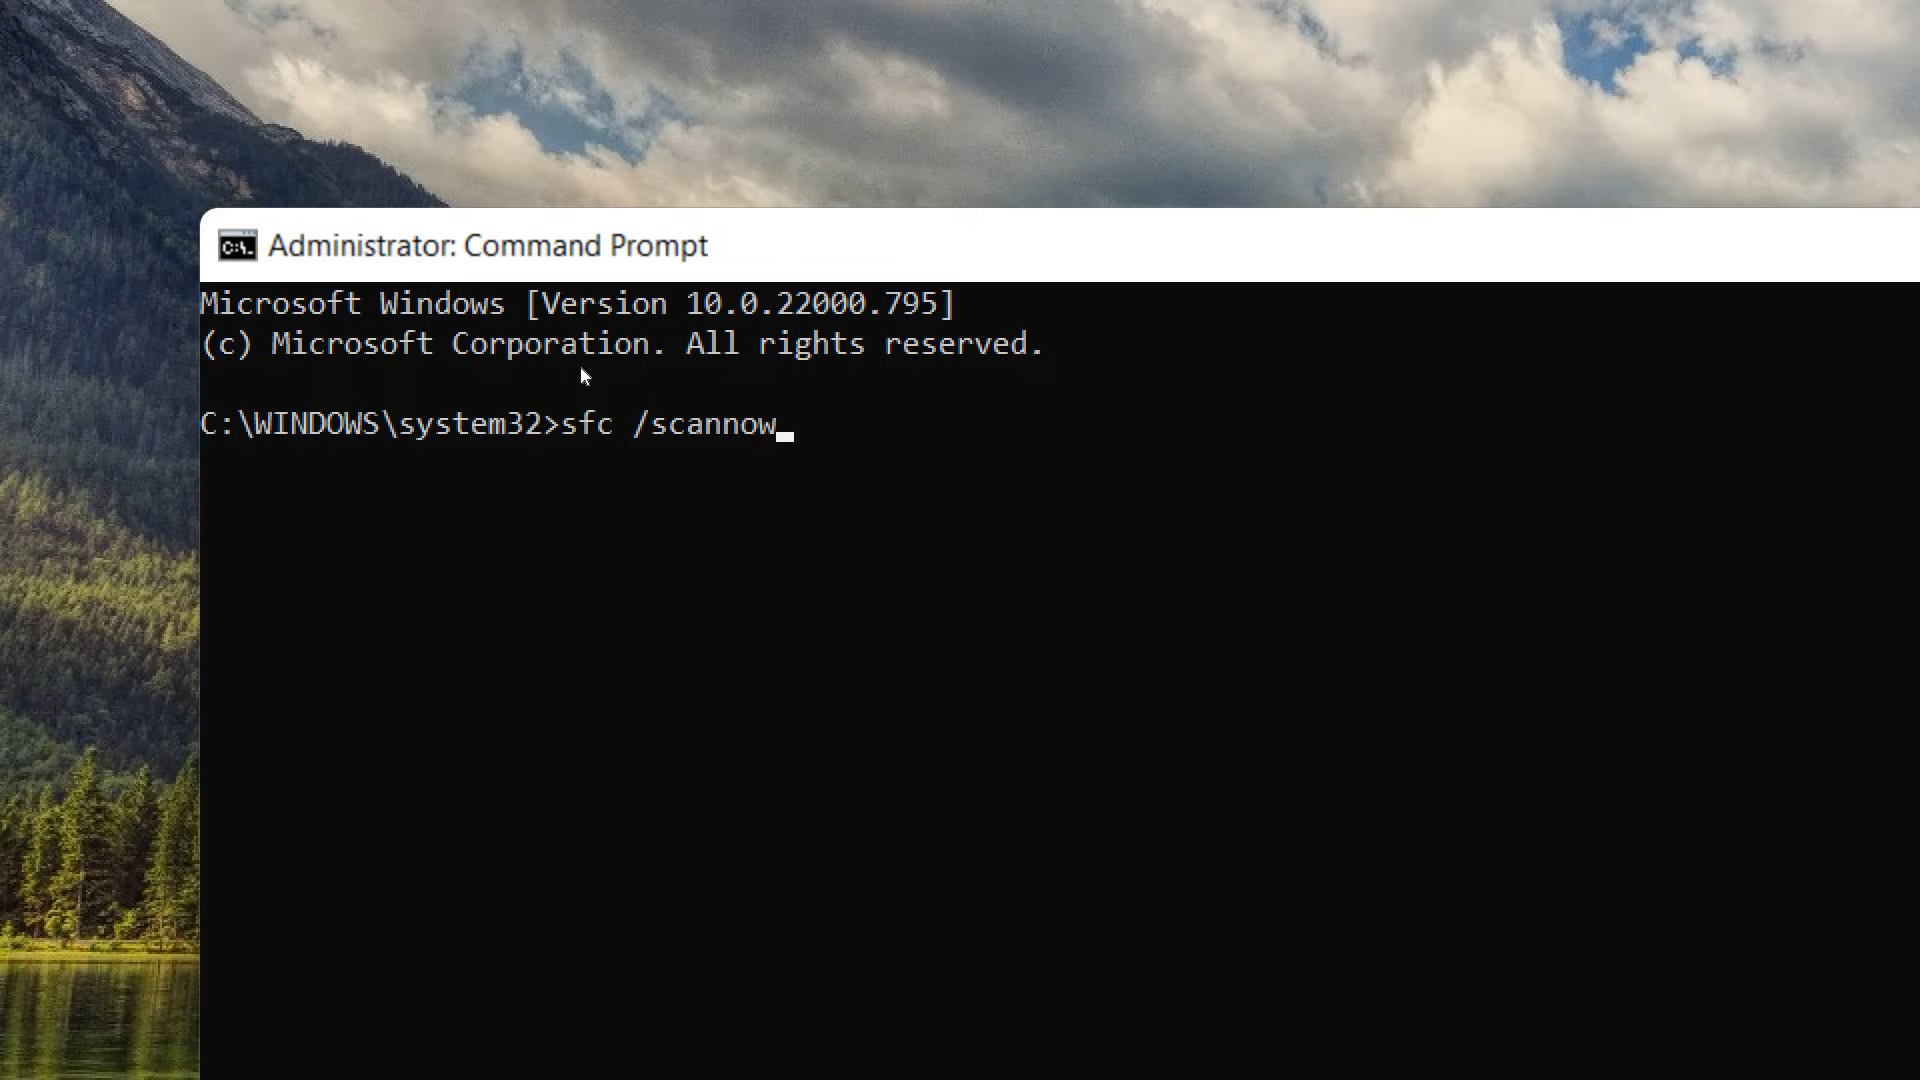 C:\.
Administrator: Command Prompt
Microsoft Windows [Version 10.0.22000.795]
(c) Microsoft Corporation. All rights reserved.
C:\WINDOWS\system32>sfc /scannow